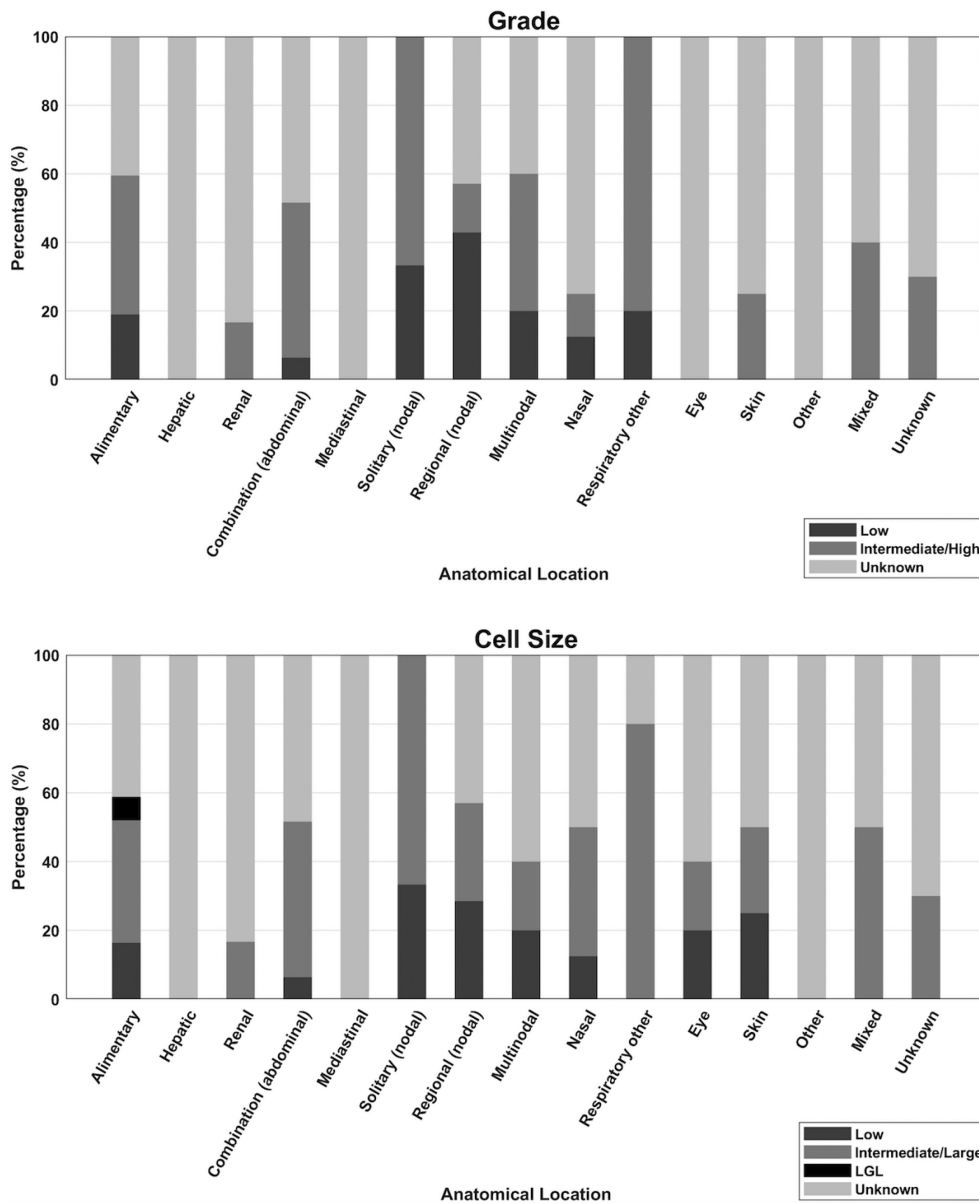 Grade
Percentage (%)
100
80
60
40
20
0
Alimentary
Hepatic
Renal
Combination (abdominal)
Mediastinal
Solitary (nodal)
Regional (nodal)
Multinodal
Nasal
Respiratory other
Eye
Skin
Other
Mixed
Unknown
Anatomical Location
Low
Intermediate/High
Unknown
Cell Size
Percentage (%)
100
80
60
40
20
0
Alimentary
Hepatic
Renal
Combination (abdominal)
Mediastinal
Solitary (nodal)
Regional (nodal)
Multinodal
Nasal
Respiratory other
Eye
Skin
Other
Mixed
Unknown
Anatomical Location
Low
Intermediate/Large
LGL
Unknown